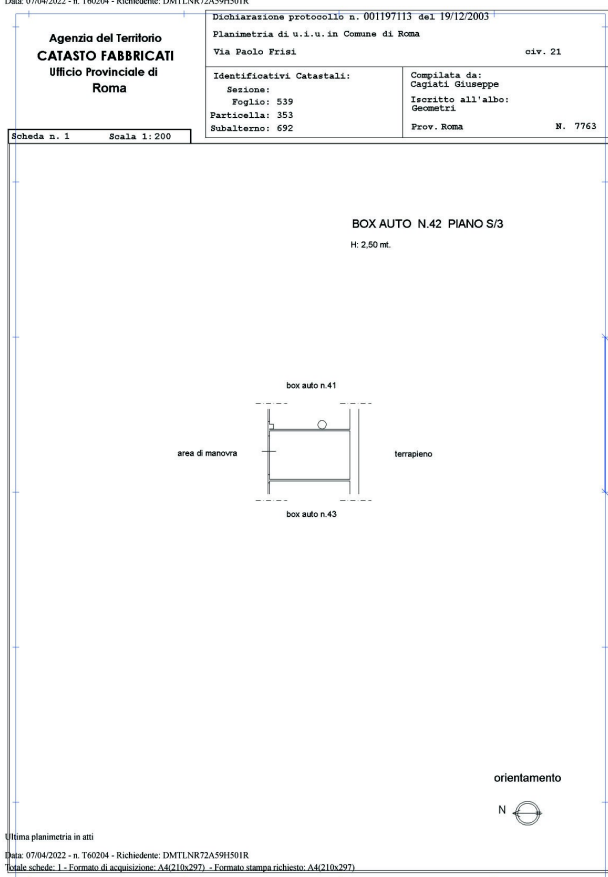 Data: 07/04/2022 - n. T60204 - Richiedente: DMTLNR72A59H501R
Agenzia del Territorio
CATASTO FABBRICATI
Ufficio Provinciale di
Roma
Dichiarazione protocollo n. 001197113 del 19/12/2003
Planimetria di u.i.u. in Comune di Roma
Via Paolo Frisi civ. 21
Identificativi Catastali:
Sezione:
Foglio: 539
Particella: 353
Subalterno: 692
Compilata da:
Cagiati Giuseppe
Iscritto all'albo:
Geometri
Prov. Roma N. 7763
Scheda n. 1 Scala 1:200
BOX AUTO N.42 PIANO S/3
H: 2,50 mt.
box auto n.41
area di manovra
terrapieno
box auto n.43
orientamento
N
Ultima planimetria in atti
Data: 07/04/2022 - n. T60204 - Richiedente: DMTLNR72A59H501R
Totale schede: 1 - Formato di acquisizione: A4(210x297) - Formato stampa richiesto: A4(210x297)